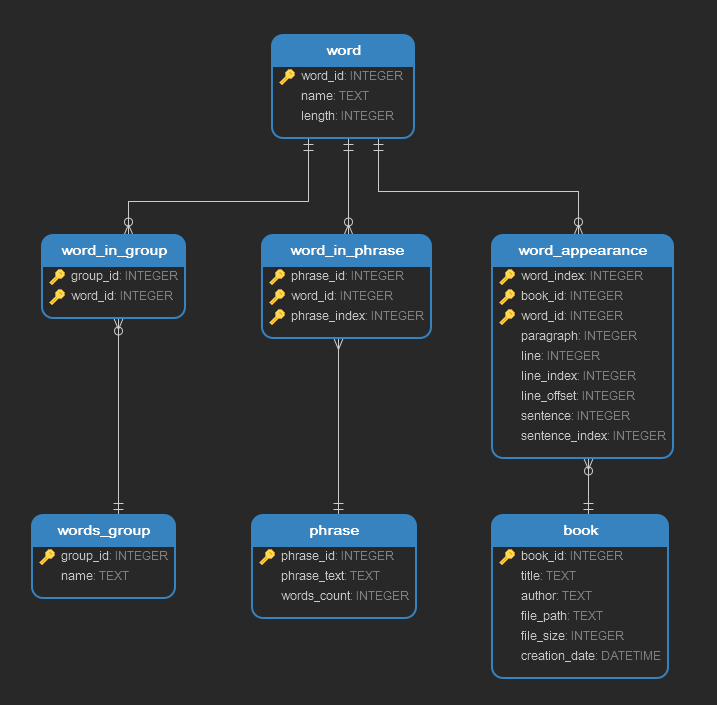 word
word_id: INTEGER
name: TEXT
length: INTEGER
word_in_group
group_id: INTEGER
word_id: INTEGER
word_in_phrase
phrase_id: INTEGER
word_id: INTEGER
phrase_index: INTEGER
word_appearance
word_index: INTEGER
book_id: INTEGER
word_id: INTEGER
paragraph: INTEGER
line: INTEGER
line_index: INTEGER
line_offset: INTEGER
sentence: INTEGER
sentence_index: INTEGER
words_group
group_id: INTEGER
name: TEXT
phrase
phrase_id: INTEGER
phrase_text: TEXT
words_count: INTEGER
book
book_id: INTEGER
title: TEXT
author: TEXT
file_path: TEXT
file_size: INTEGER
creation_date: DATETIME